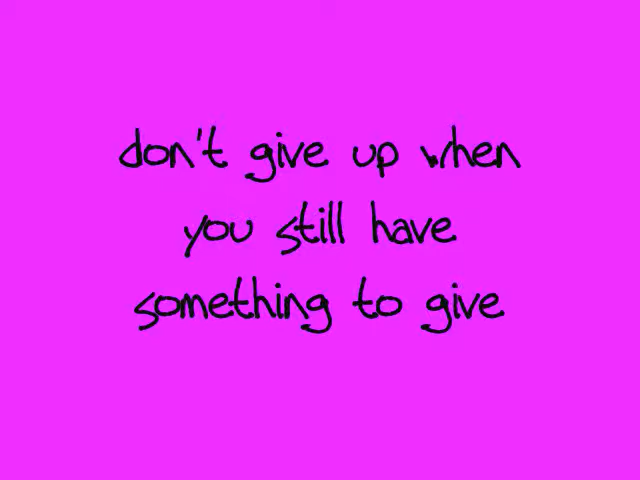 don't give up when
you still have
something to give